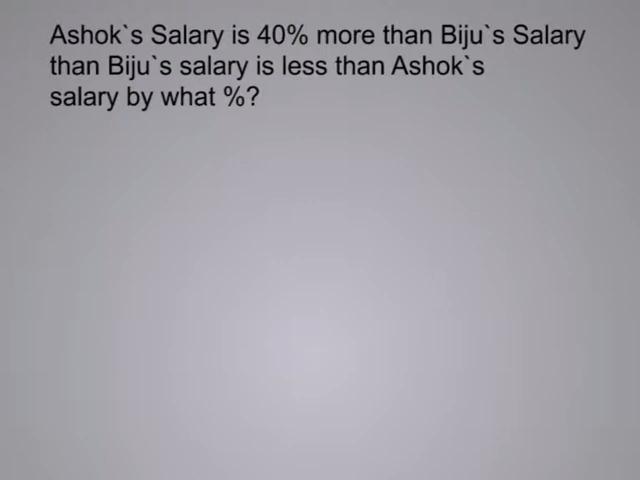 Ashok`s Salary is 40% more than Biju`s Salary
than Biju`s salary is less than Ashok`s
salary by what %?